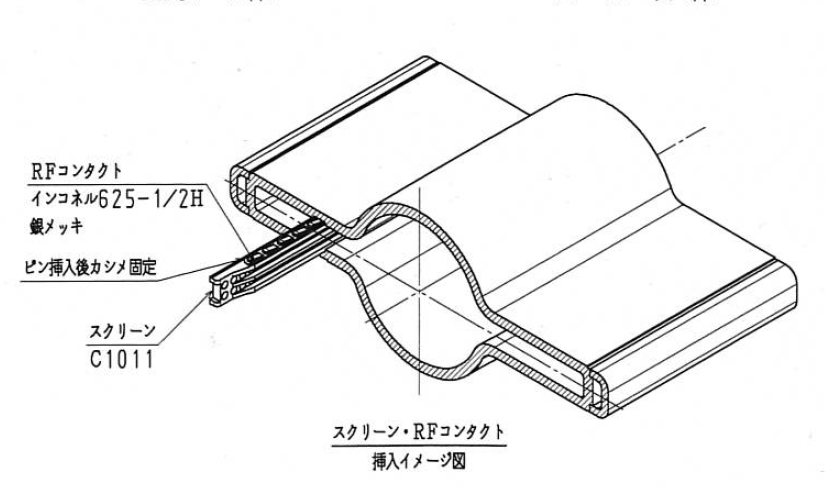 RFコンタクト
インコネル625-1/2H
銀メッキ
ピン挿入後カシメ固定
スクリーン
C1011
スクリーン・RFコンタクト
挿入イメージ図